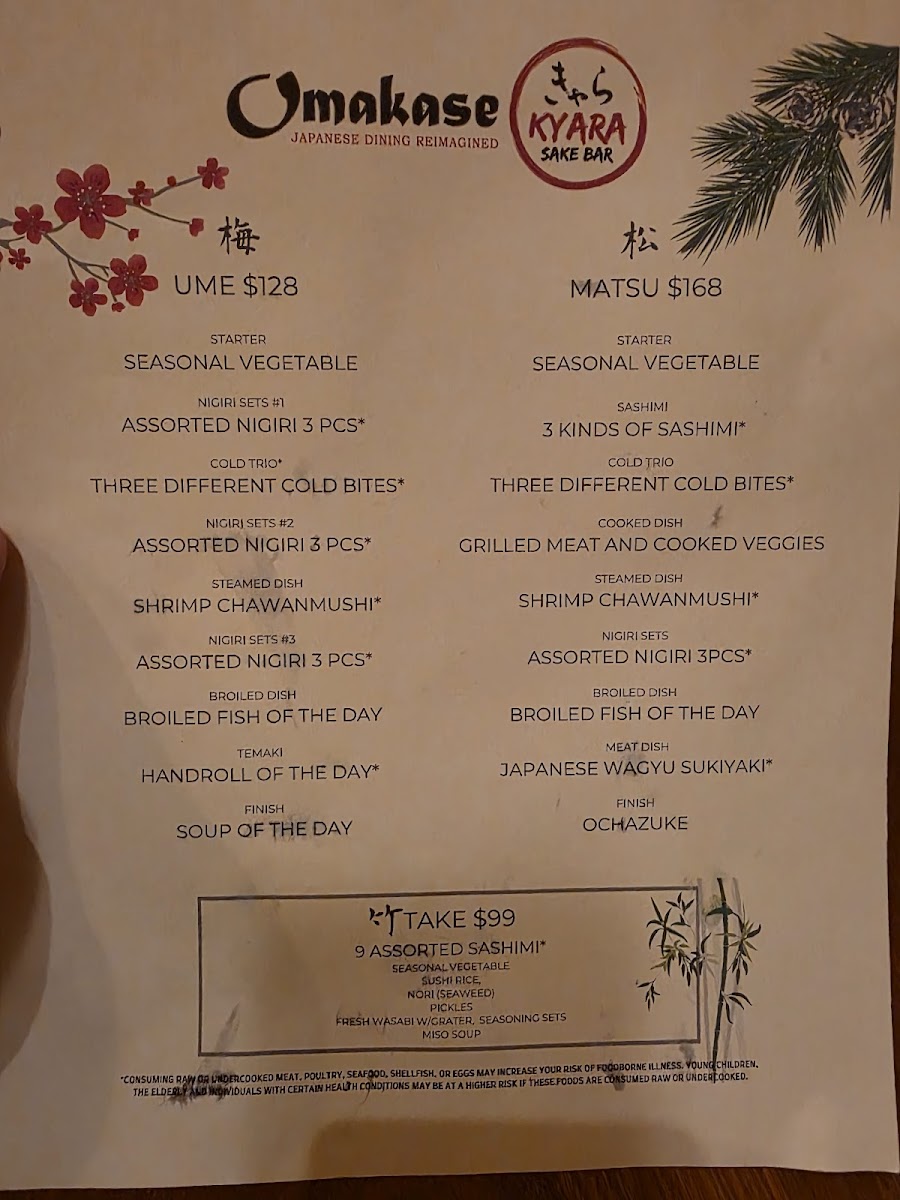 Omakase
JAPANESE DINING REIMAGINED
きゃら
KYARA
SAKE BAR
梅
UME $128
STARTER
SEASONAL VEGETABLE
NIGIRI SETS #1
ASSORTED NIGIRI 3 PCS*
COLD TRIO*
THREE DIFFERENT COLD BITES*
NIGIRI SETS #2
ASSORTED NIGIRI 3 PCS*
STEAMED DISH
SHRIMP CHAWANMUSHI*
NIGIRI SETS #3
ASSORTED NIGIRI 3 PCS*
BROILED DISH
BROILED FISH OF THE DAY
TEMAKI
HANDROLL OF THE DAY*
FINISH
SOUP OF THE DAY
松
MATSU $168
STARTER
SEASONAL VEGETABLE
SASHIMI
3 KINDS OF SASHIMI*
COLD TRIO
THREE DIFFERENT COLD BITES*
COOKED DISH
GRILLED MEAT AND COOKED VEGGIES
STEAMED DISH
SHRIMP CHAWANMUSHI*
NIGIRI SETS
ASSORTED NIGIRI 3PCS*
BROILED DISH
BROILED FISH OF THE DAY
MEAT DISH
JAPANESE WAGYU SUKIYAKI*
FINISH
OCHAZUKE
竹 TAKE $99
9 ASSORTED SASHIMI*
SEASONAL VEGETABLE
SUSHI RICE,
NORI (SEAWEED)
PICKLES
FRESH WASABI W/GRATER, SEASONING SETS
MISO SOUP
*CONSUMING RAW OR UNDERCOOKED MEAT, POULTRY, SEAFOOD, SHELLFISH, OR EGGS MAY INCREASE YOUR RISK OF FOODBORNE ILLNESS. YOUNG CHILDREN,
THE ELDERLY AND INDIVIDUALS WITH CERTAIN HEALTH CONDITIONS MAY BE AT A HIGHER RISK IF THESE FOODS ARE CONSUMED RAW OR UNDERCOOKED.